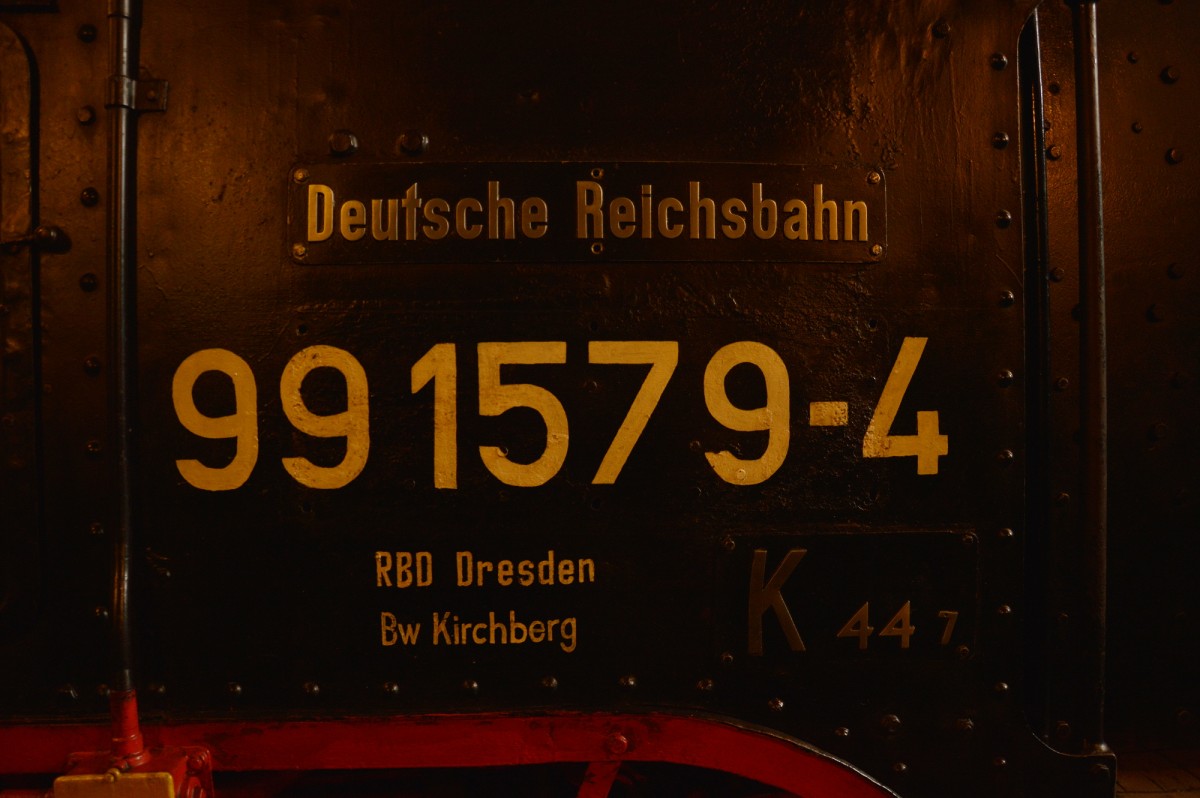 Deutsche Reichsbahn
99 1579-4
RBD Dresden
Bw Kirchberg
K 44 7